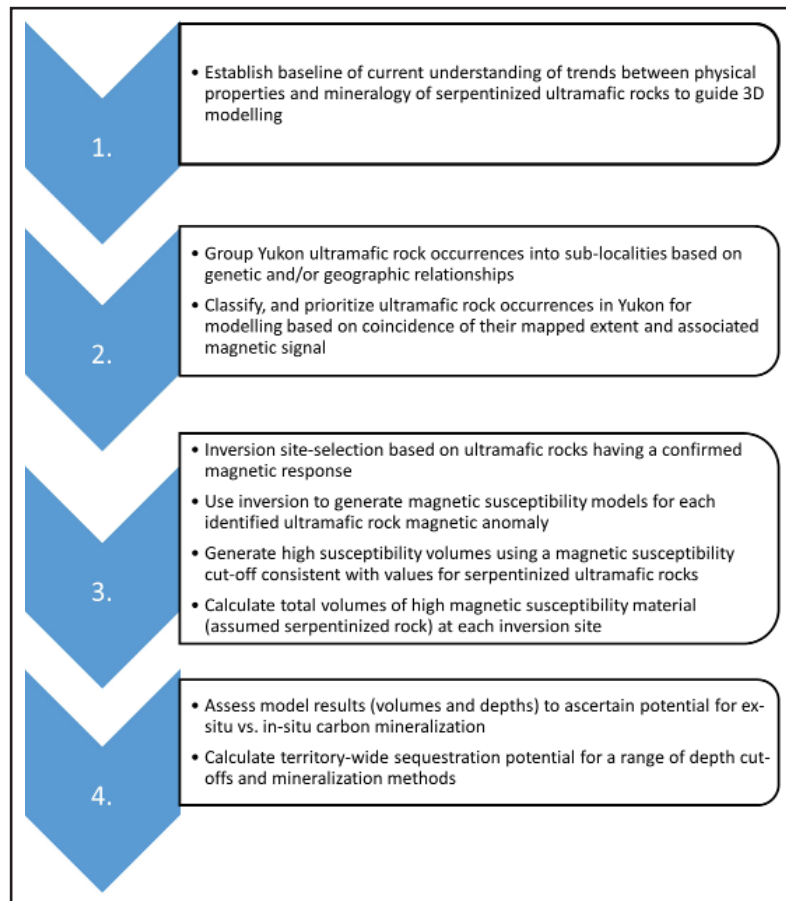 • Establish baseline of current understanding of trends between physical
properties and mineralogy of serpentinized ultramafic rocks to guide 3D
modelling
1.
• Group Yukon ultramafic rock occurrences into sub-localities based on
genetic and/or geographic relationships
• Classify, and prioritize ultramafic rock occurrences in Yukon for
modelling based on coincidence of their mapped extent and associated
magnetic signal
2.
• Inversion site-selection based on ultramafic rocks having a confirmed
magnetic response
• Use inversion to generate magnetic susceptibility models for each
identified ultramafic rock magnetic anomaly
• Generate high susceptibility volumes using a magnetic susceptibility
cut-off consistent with values for serpentinized ultramafic rocks
• Calculate total volumes of high magnetic susceptibility material
(assumed serpentinized rock) at each inversion site
3.
• Assess model results (volumes and depths) to ascertain potential for ex-
situ vs. in-situ carbon mineralization
• Calculate territory-wide sequestration potential for a range of depth cut-
offs and mineralization methods
4.